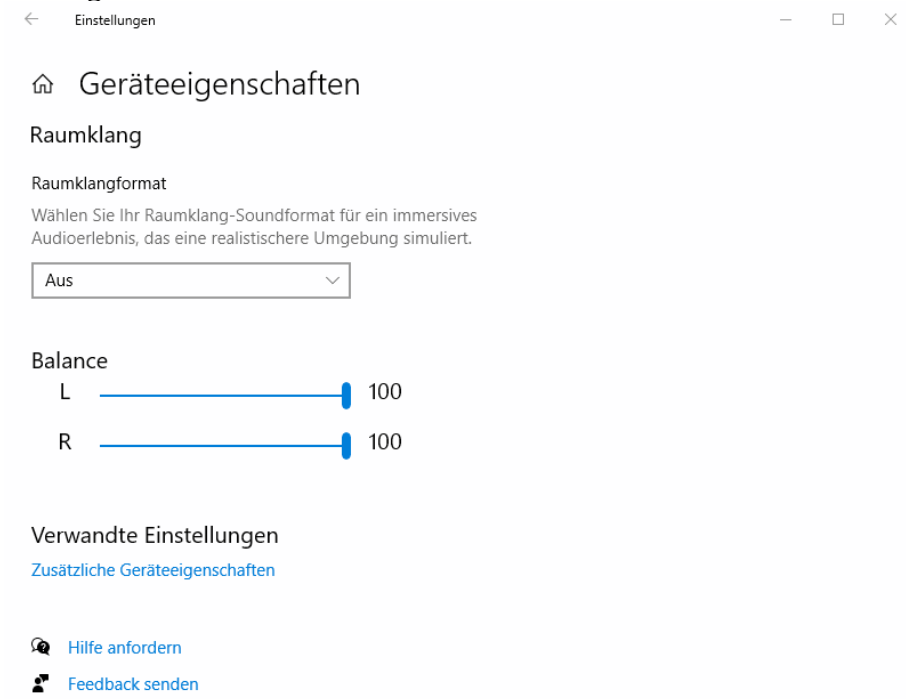 Einstellungen
Geräteeigenschaften
Raumklang
Raumklangformat
Wählen Sie Ihr Raumklang-Soundformat für ein immersives
Audioerlebnis, das eine realistischere Umgebung simuliert.
Aus
Balance
L 100
R 100
Verwandte Einstellungen
Zusätzliche Geräteeigenschaften
Hilfe anfordern
Feedback senden